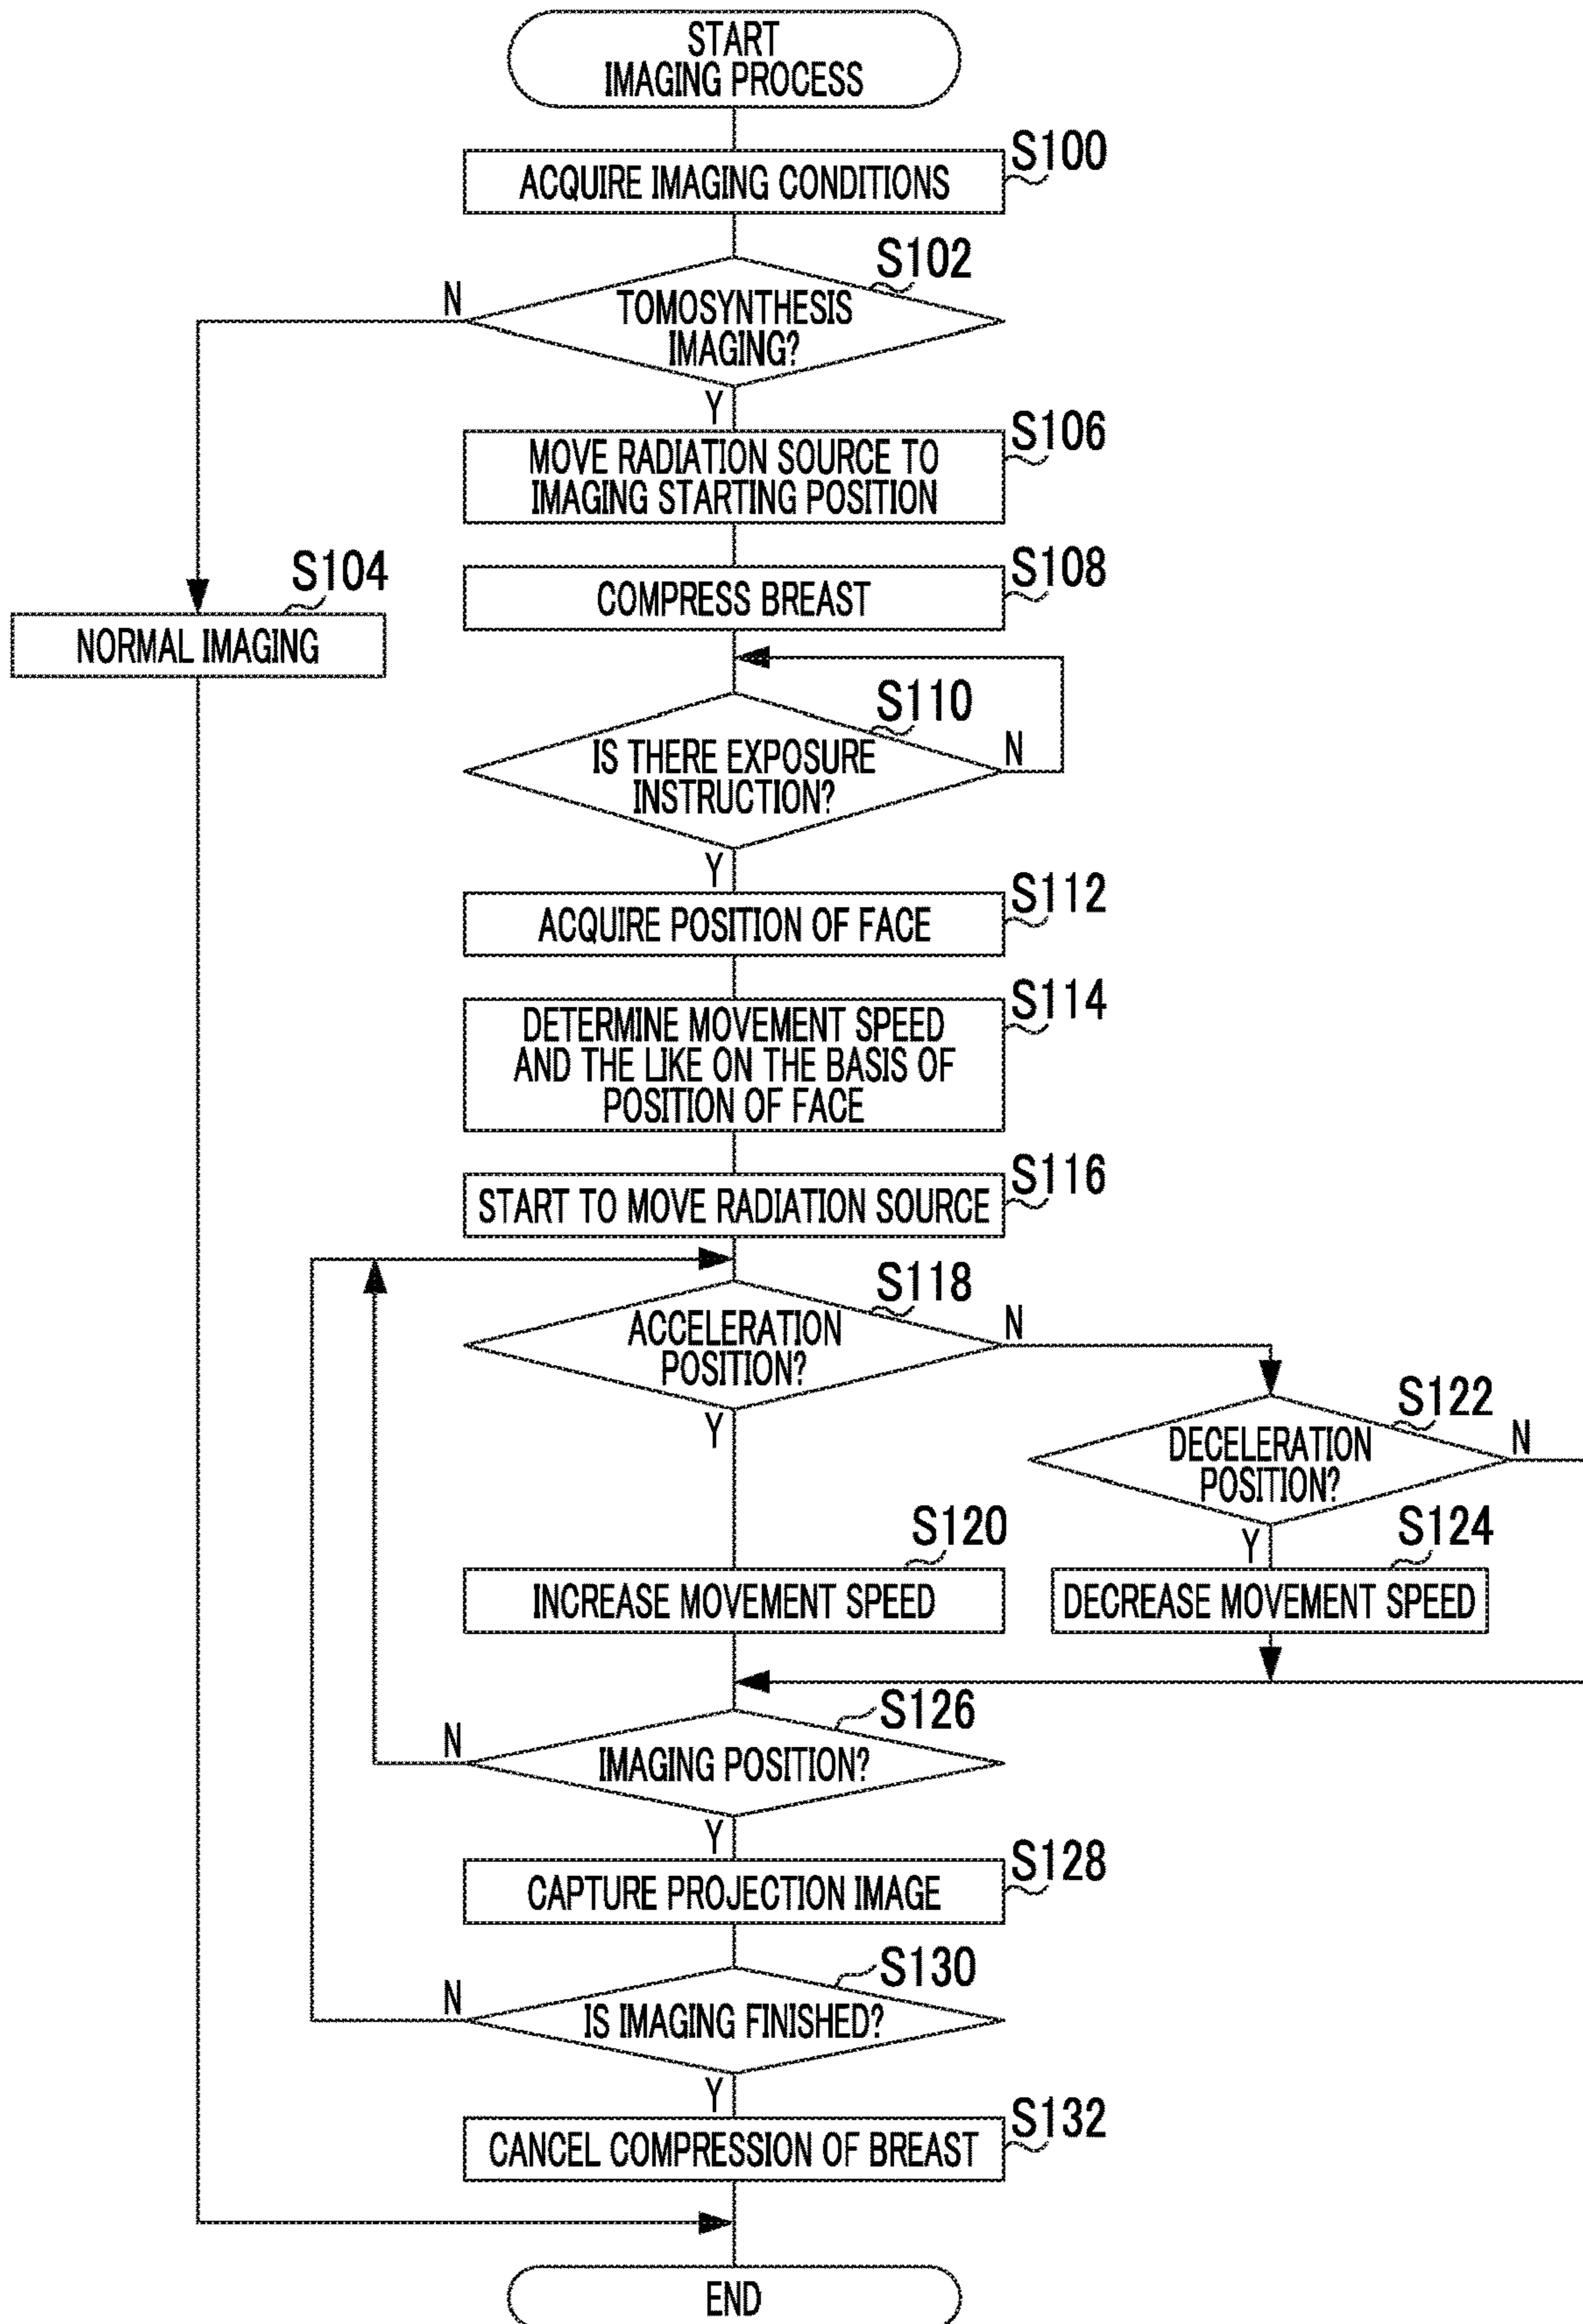 START
IMAGING PROCESS
S100
ACQUIRE IMAGING CONDITIONS
S102
N
TOMOSYNTHESIS
IMAGING?
Y
S106
MOVE RADIATION SOURCE TO
IMAGING STARTING POSITION
S104
NORMAL IMAGING
S108
COMPRESS BREAST
S110
IS THERE EXPOSURE
INSTRUCTION?
N
Y
S112
ACQUIRE POSITION OF FACE
S114
DETERMINE MOVEMENT SPEED
AND THE LIKE ON THE BASIS OF
POSITION OF FACE
S116
START TO MOVE RADIATION SOURCE
S118
ACCELERATION
POSITION?
N
Y
S122
DECELERATION
POSITION?
N
Y
S120
INCREASE MOVEMENT SPEED
S124
DECREASE MOVEMENT SPEED
S126
N
IMAGING POSITION?
Y
S128
CAPTURE PROJECTION IMAGE
S130
N
IS IMAGING FINISHED?
Y
S132
CANCEL COMPRESSION OF BREAST
END